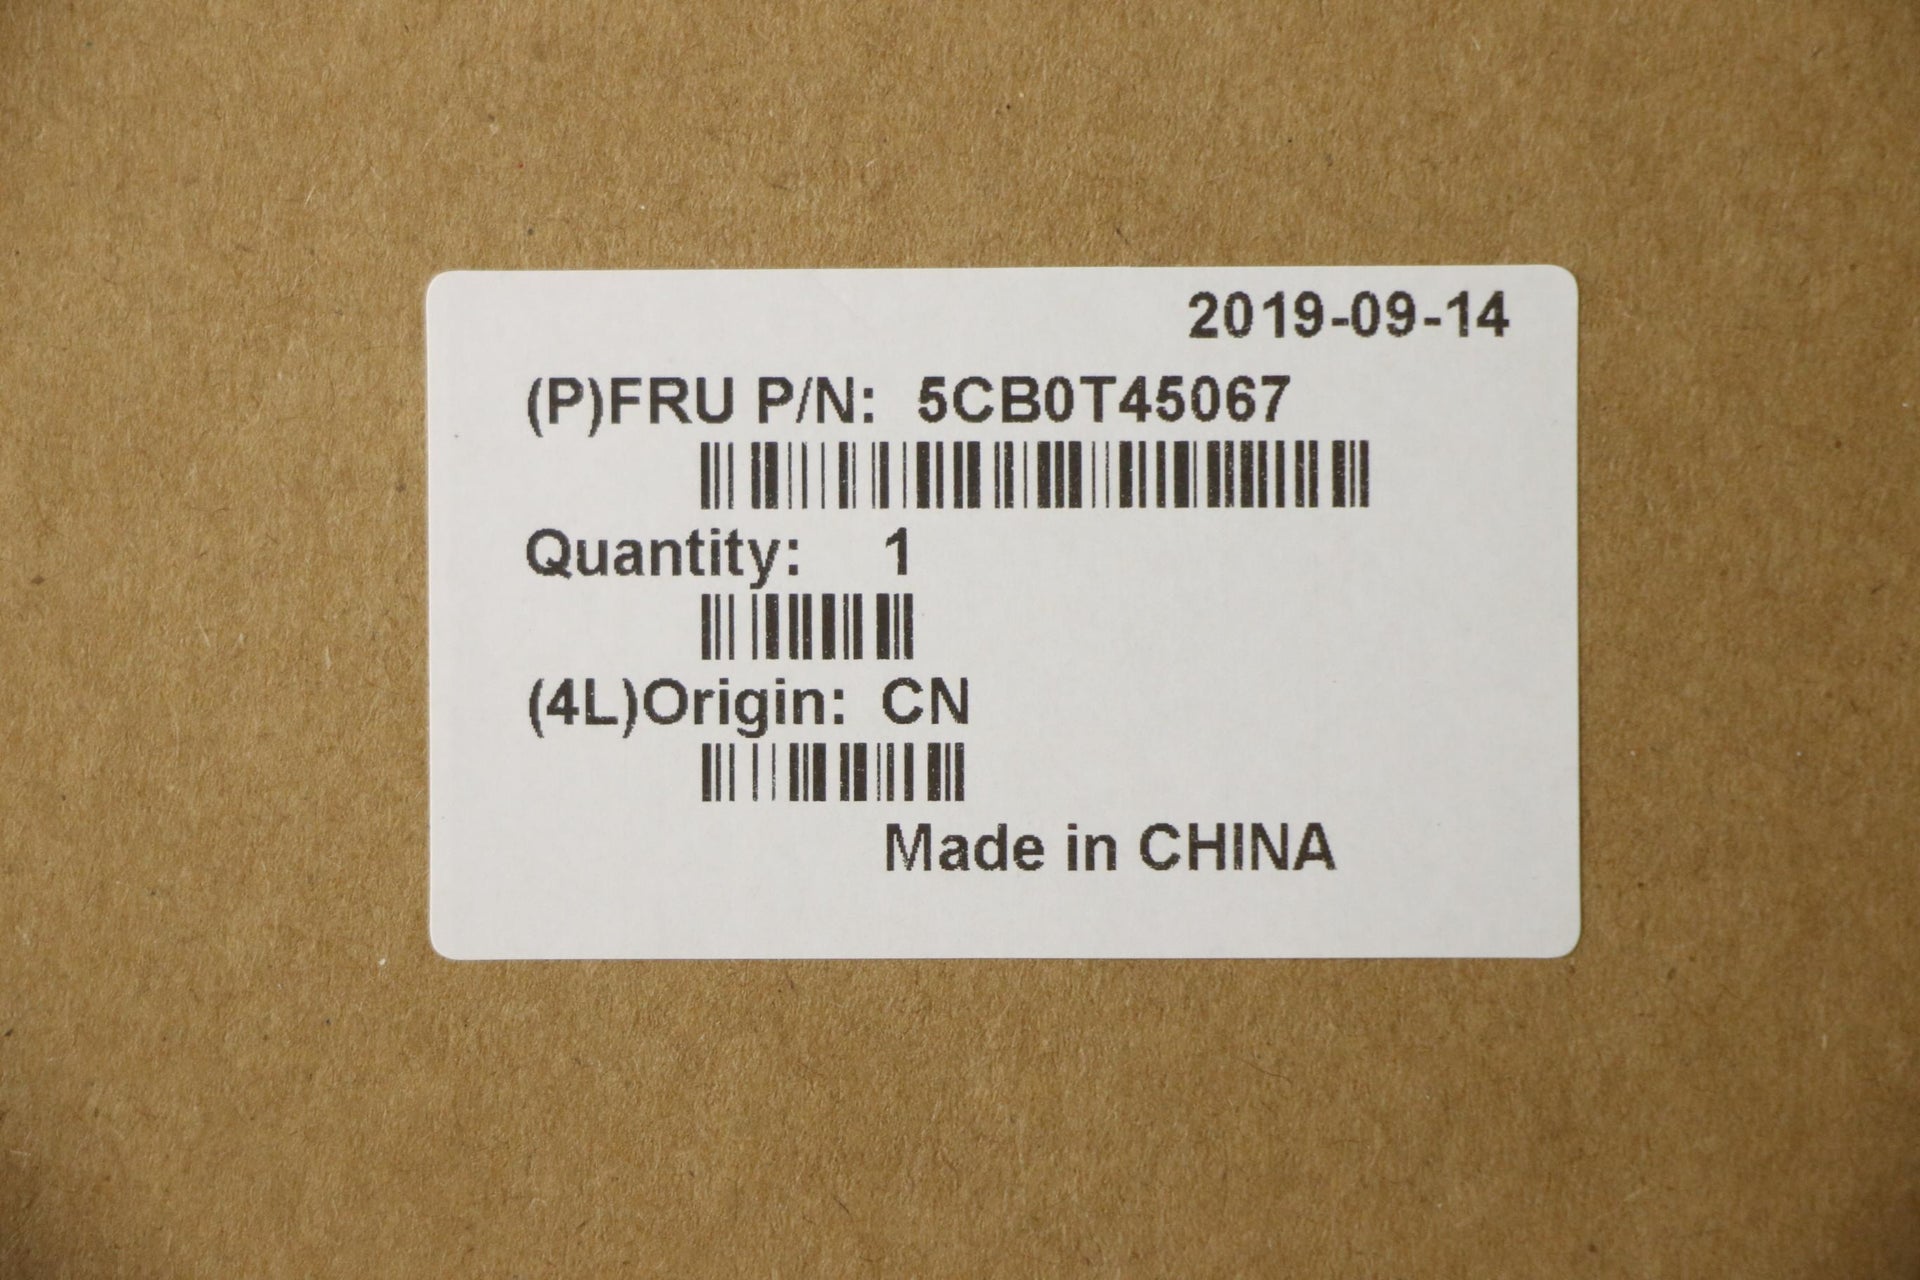 2019-09-14
(P)FRU P/N: 5CB0T45067
Quantity: 1
(4L)Origin: CN
Made in CHINA